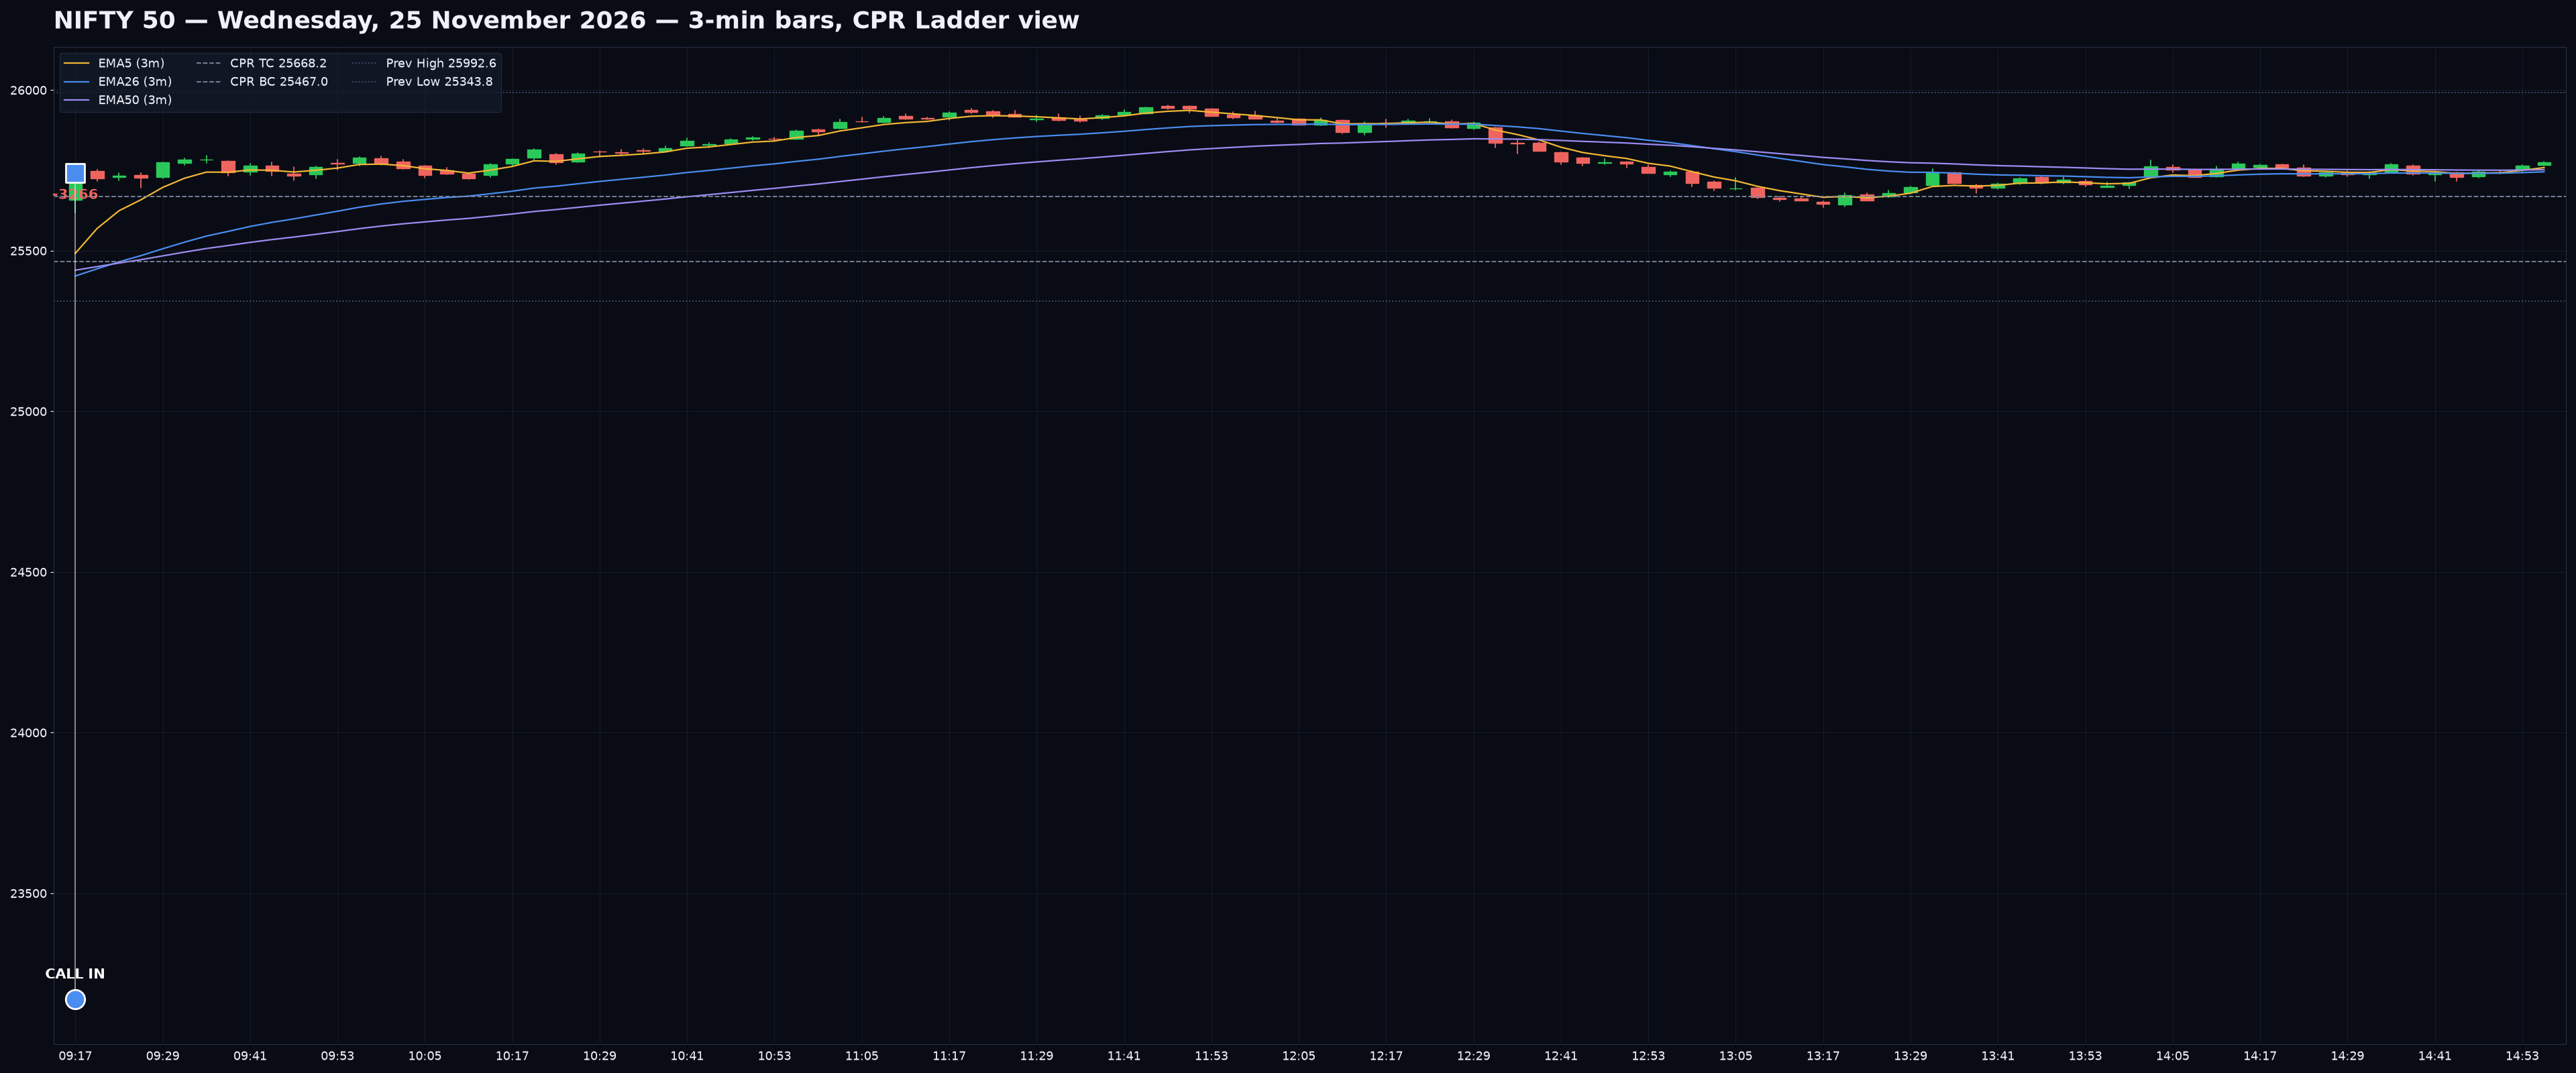 NIFTY 50 — Wednesday, 25 November 2026 — 3-min bars, CPR Ladder view
EMA5 (3m) CPR TC 25668.2 Prev High 25992.6
EMA26 (3m) CPR BC 25467.0 Prev Low 25343.8
EMA50 (3m)
26000
25500
25000
24500
24000
23500
-3266
CALL IN
09:17 09:29 09:41 09:53 10:05 10:17 10:29 10:41 10:53 11:05 11:17 11:29 11:41 11:53 12:05 12:17 12:29 12:41 12:53 13:05 13:17 13:29 13:41 13:53 14:05 14:17 14:29 14:41 14:53